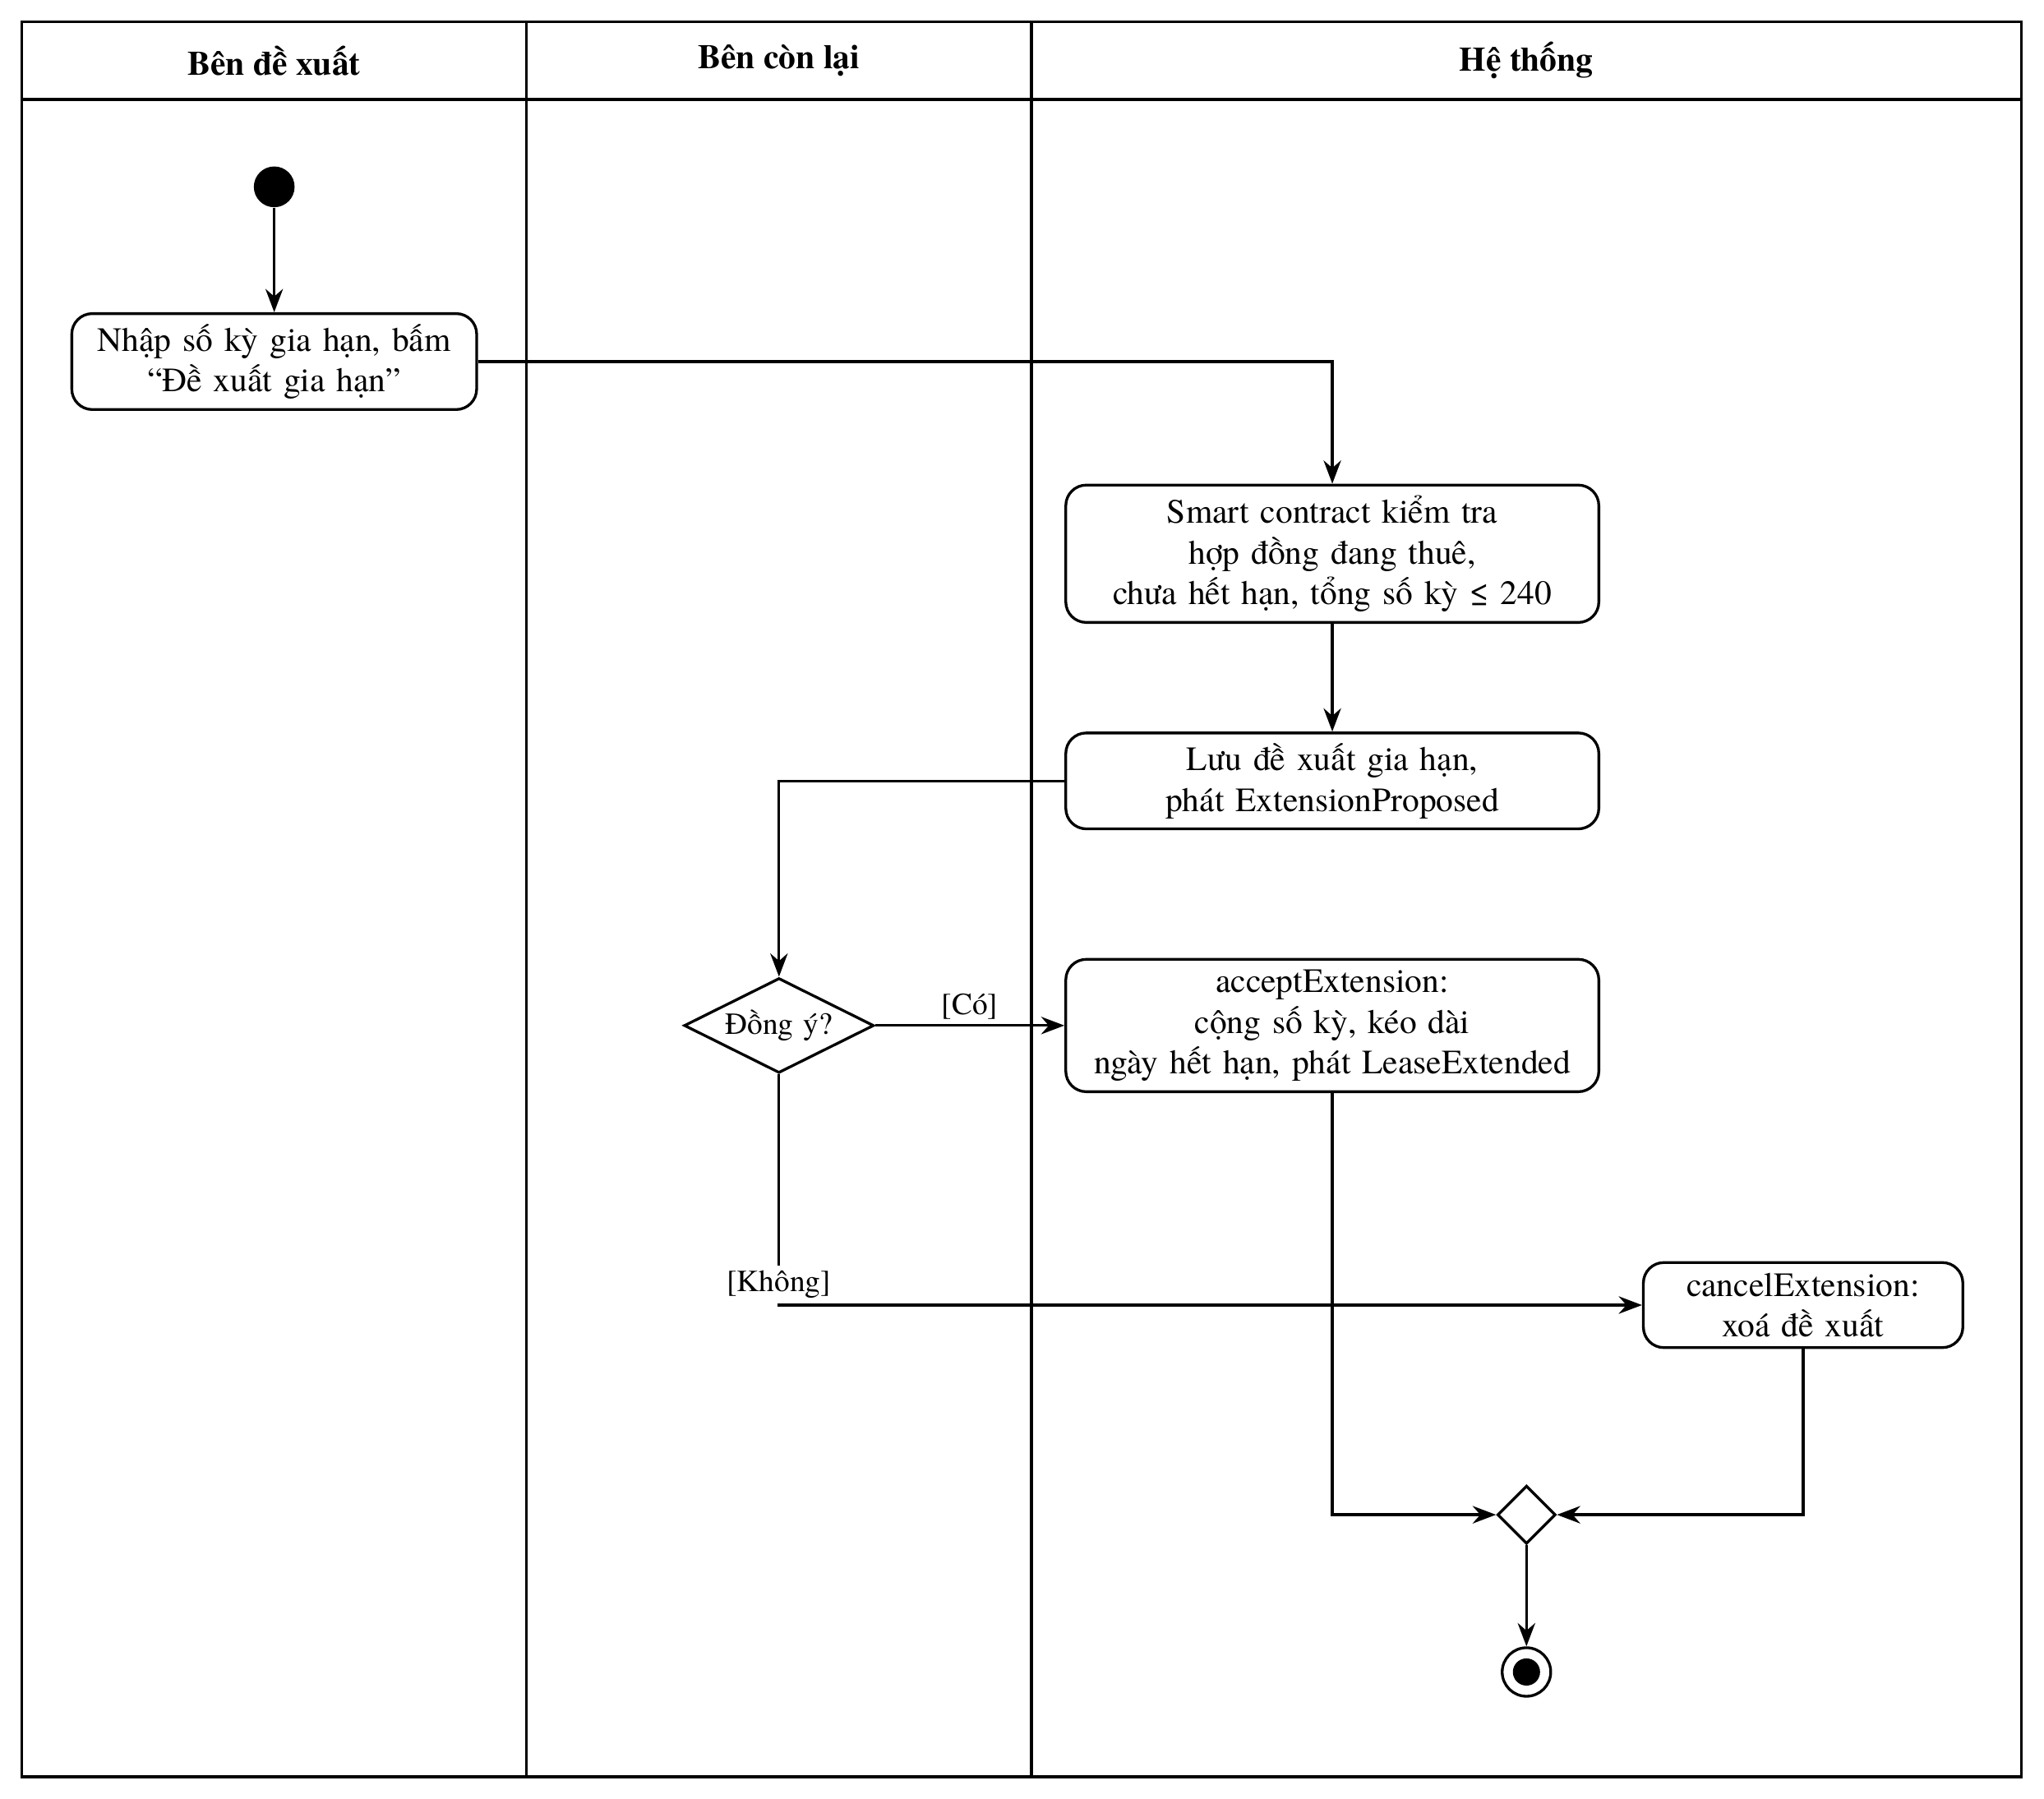 Bên đề xuất
Bên còn lại
Hệ thống
Nhập số kỳ gia hạn, bấm
“Đề xuất gia hạn”
Smart contract kiểm tra
hợp đồng đang thuê,
chưa hết hạn, tổng số kỳ ≤ 240
Lưu đề xuất gia hạn,
phát ExtensionProposed
Đồng ý?
[Có]
acceptExtension:
cộng số kỳ, kéo dài
ngày hết hạn, phát LeaseExtended
[Không]
cancelExtension:
xoá đề xuất